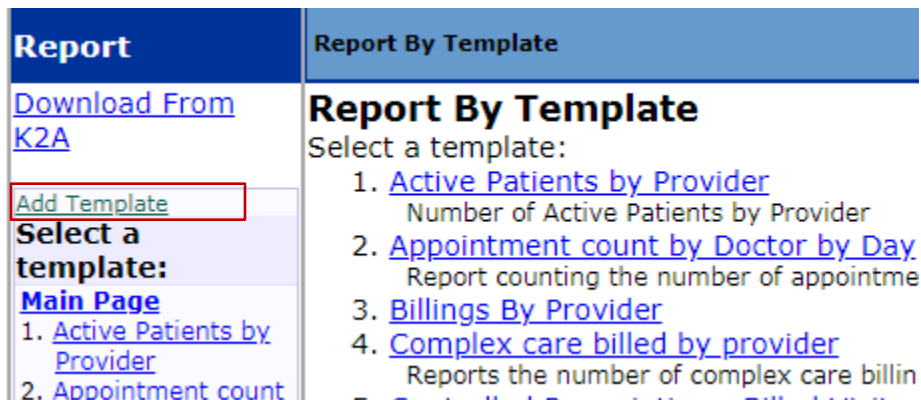 Report
Download From
K2A
Add Template
Select a
template:
Main Page
1. Active Patients by
Provider
2. Appointment count
Report By Template
Report By Template
Select a template:
1. Active Patients by Provider
Number of Active Patients by Provider
2. Appointment count by Doctor by Day
Report counting the number of appointme
3. Billings By Provider
4. Complex care billed by provider
Reports the number of complex care billin